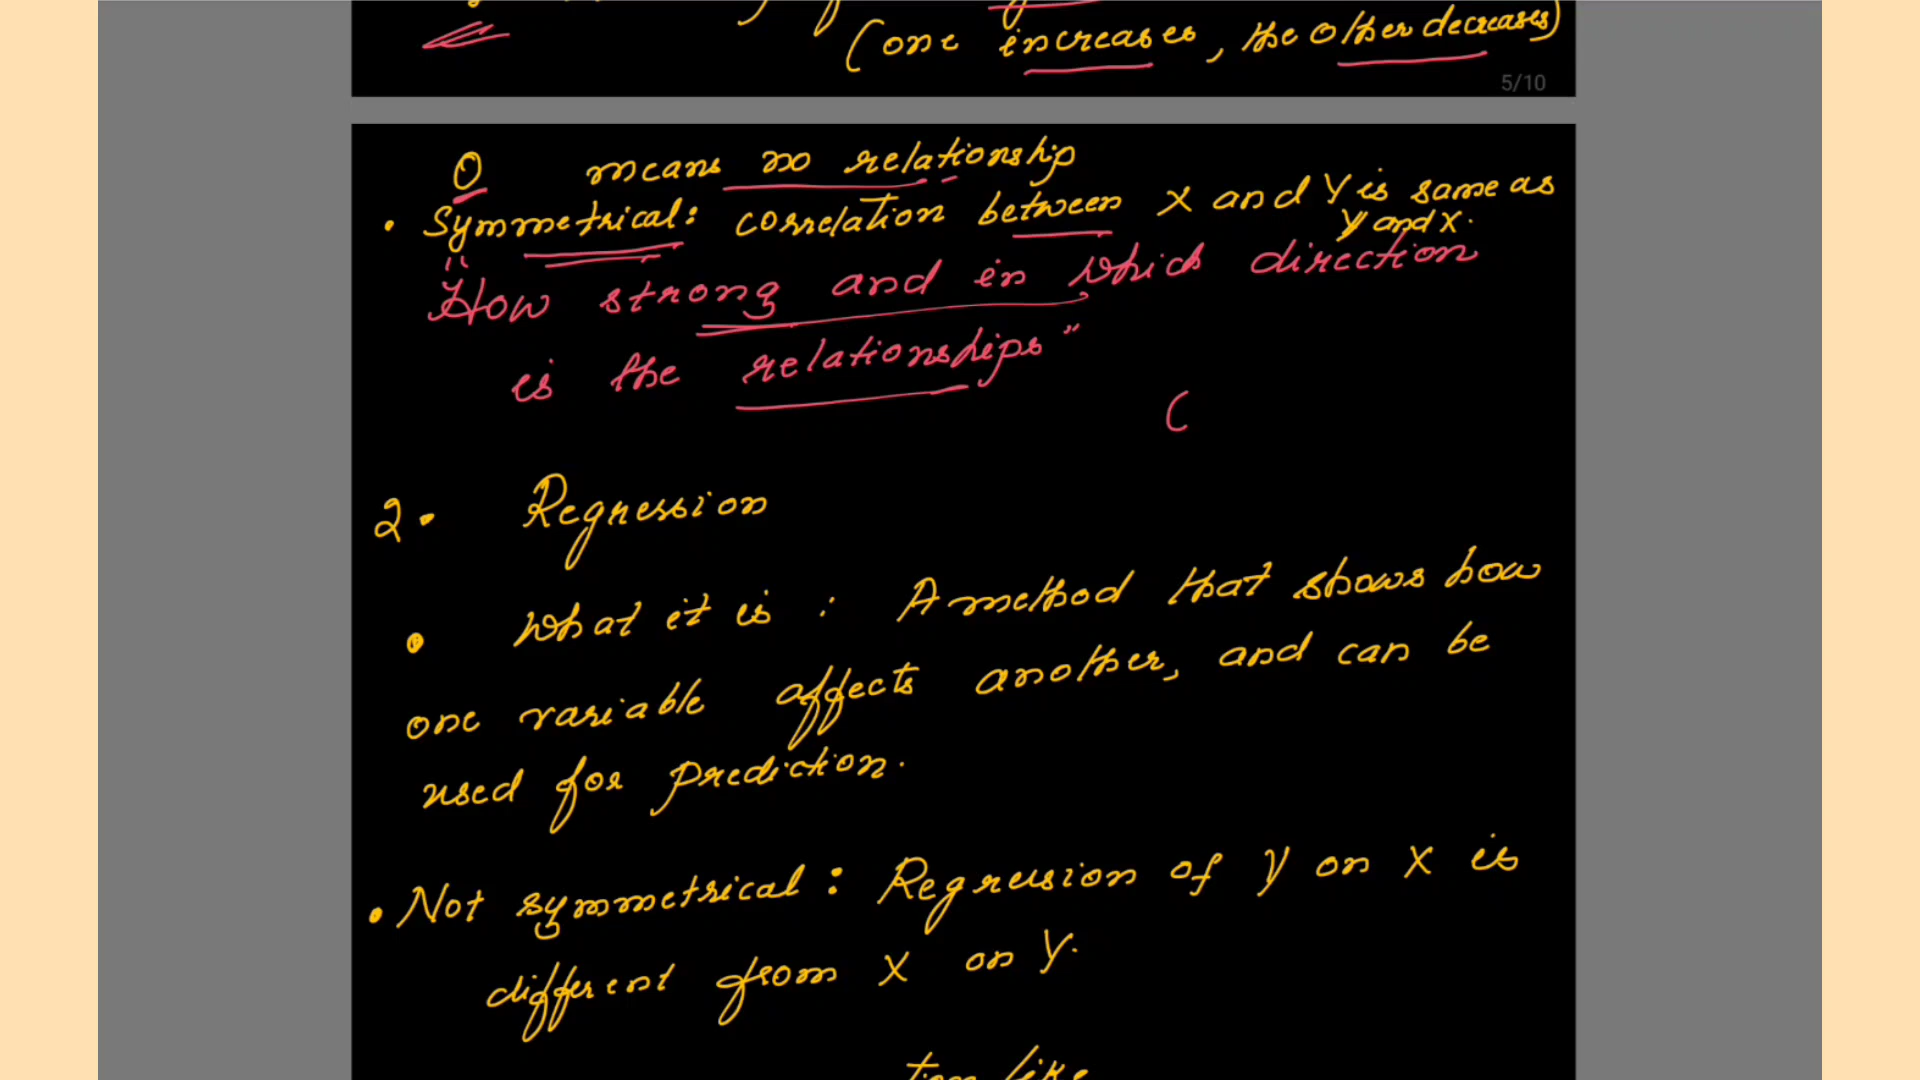 (one increases, the other decreases)
5/10
0 means no relationship
• Symmetrical: correlation between X and Y is same as
Y and X.
"How strong and in which direction
is the relationships"
(
2. Regression
• What it is : A method that shows how
one variable affects another, and can be
used for prediction.
• Not symmetrical : Regression of Y on X is
different from X on Y.
like